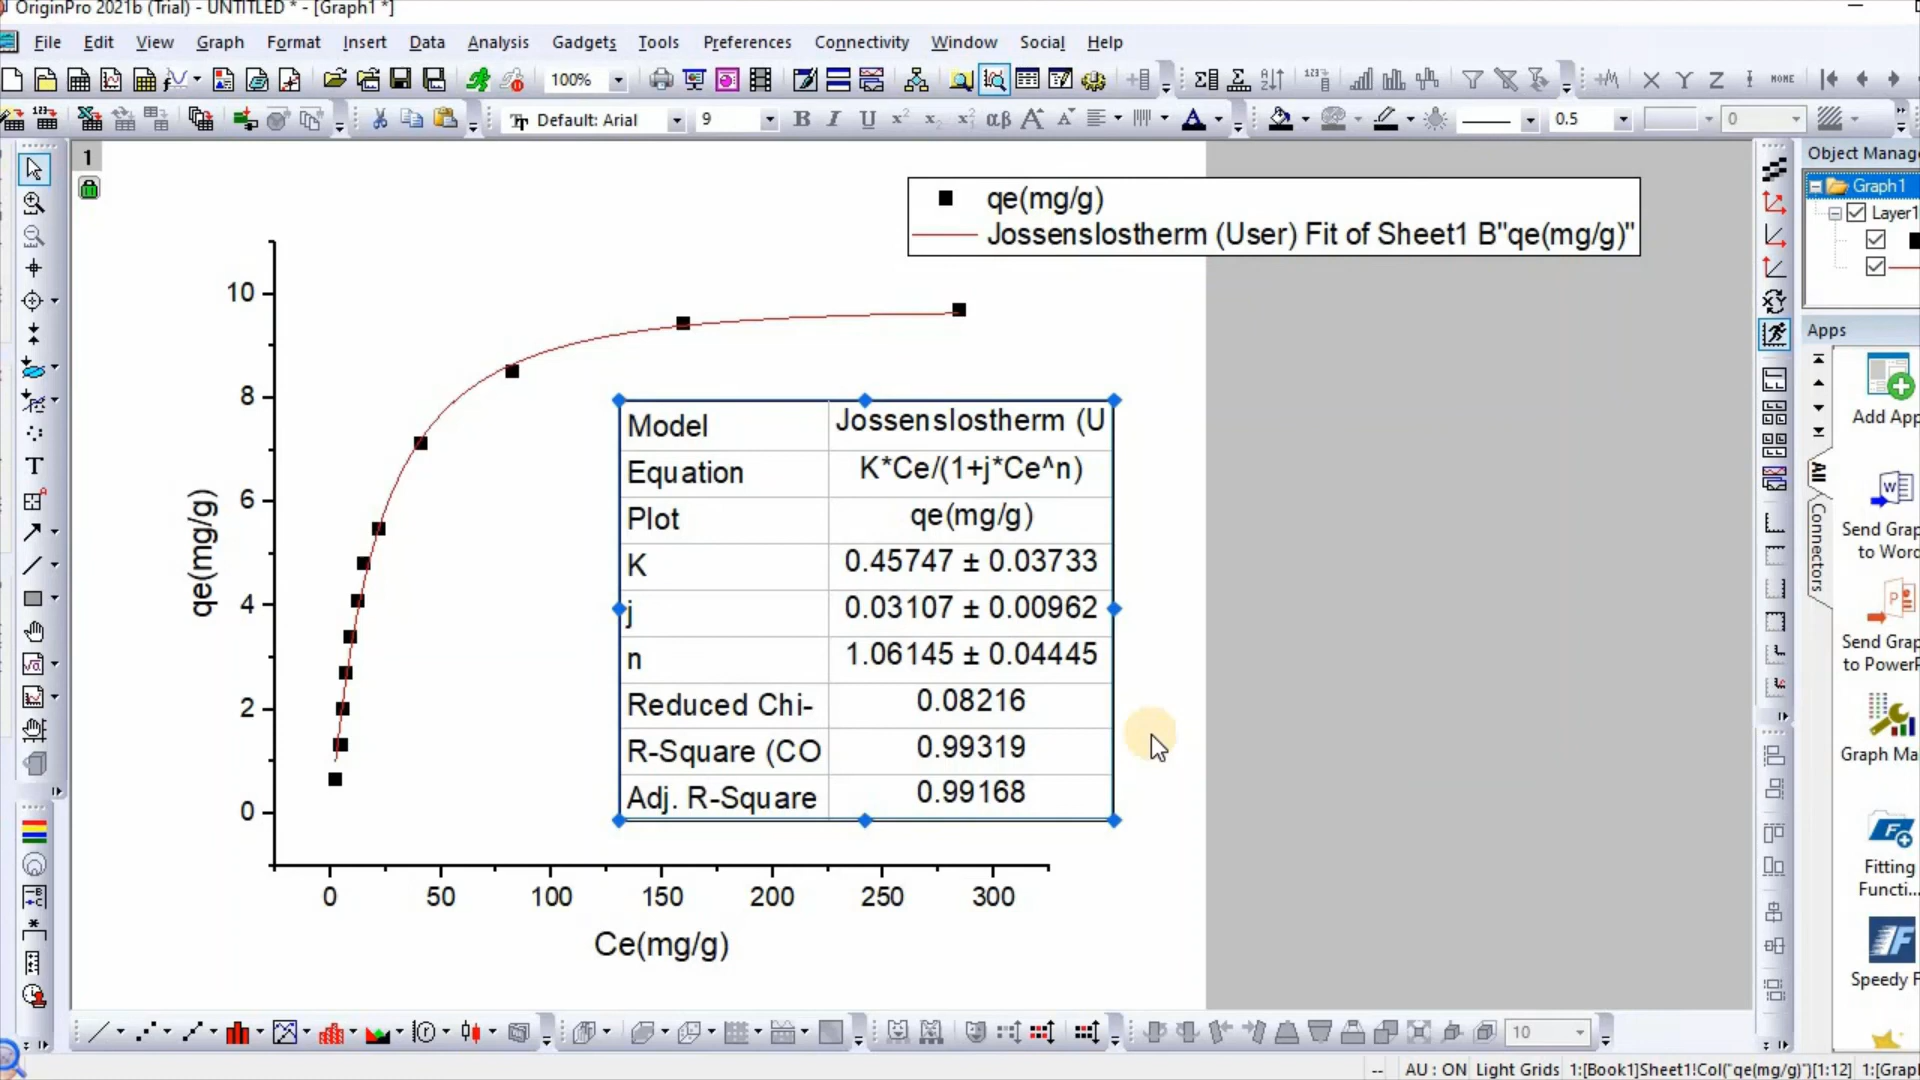 OriginPro 2021b (Trial) - UNTITLED * - [Graph1 *]
File Edit View Graph Format Insert Data Analysis Gadgets Tools Preferences Connectivity Window Social Help
100%
X Y Z HOME
Default: Arial 9 B I U αβ A A 0.5 0
1
Object Manag
Graph1
Layer1
qe(mg/g)
Jossenslostherm (User) Fit of Sheet1 B"qe(mg/g)"
10
8
6
4
2
0
qe(mg/g)
0 50 100 150 200 250 300
Ce(mg/g)
Model Jossenslostherm (U
Equation K*Ce/(1+j*Ce^n)
Plot qe(mg/g)
K 0.45747 ± 0.03733
j 0.03107 ± 0.00962
n 1.06145 ± 0.04445
Reduced Chi- 0.08216
R-Square (CO 0.99319
Adj. R-Square 0.99168
Apps
All
Connectors
Add App
Send Grap
to Word
Send Grap
to PowerP
Graph Ma
Fitting
Functi...
Speedy F
10
-- AU : ON Light Grids 1:[Book1]Sheet1!Col("qe(mg/g)")[1:12] 1:[Grap